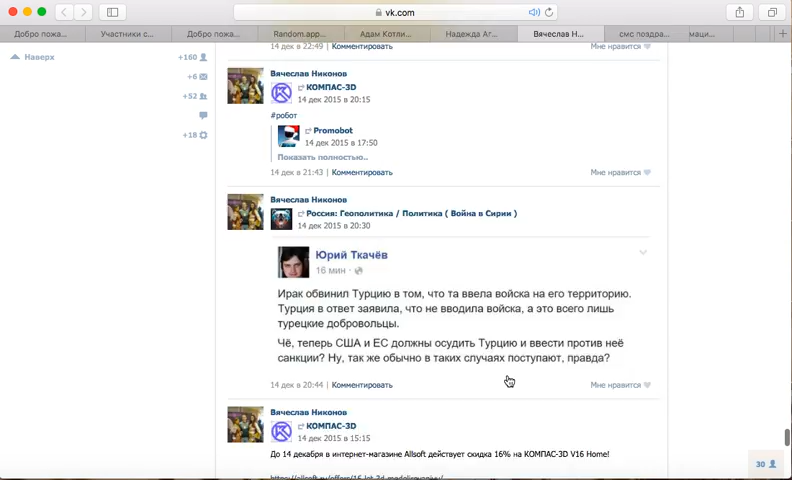 vk.com
Добро пожа...
Участники с...
Добро пожа...
Random.app...
Адам Котли...
Надежда Аг...
Вячеслав Н...
смс поздра...
маци...
Наверх
+160
+6
+52
+18
14 дек в 22:49 | Комментировать
Мне нравится
Вячеслав Никонов
КОМПАС-3D
14 дек 2015 в 20:15
#робот
Promobot
14 дек 2015 в 17:50
Показать полностью..
14 дек в 21:43 | Комментировать
Мне нравится
Вячеслав Никонов
Россия: Геополитика / Политика ( Война в Сирии )
14 дек 2015 в 20:30
Юрий Ткачёв
16 мин ·
Ирак обвинил Турцию в том, что та ввела войска на его территорию.
Турция в ответ заявила, что не вводила войска, а это всего лишь
турецкие добровольцы.
Чё, теперь США и ЕС должны осудить Турцию и ввести против неё
санкции? Ну, так же обычно в таких случаях поступают, правда?
14 дек в 20:44 | Комментировать
Мне нравится
Вячеслав Никонов
КОМПАС-3D
14 дек 2015 в 15:15
До 14 декабря в интернет-магазине Allsoft действует скидка 16% на КОМПАС-3D V16 Home!
30